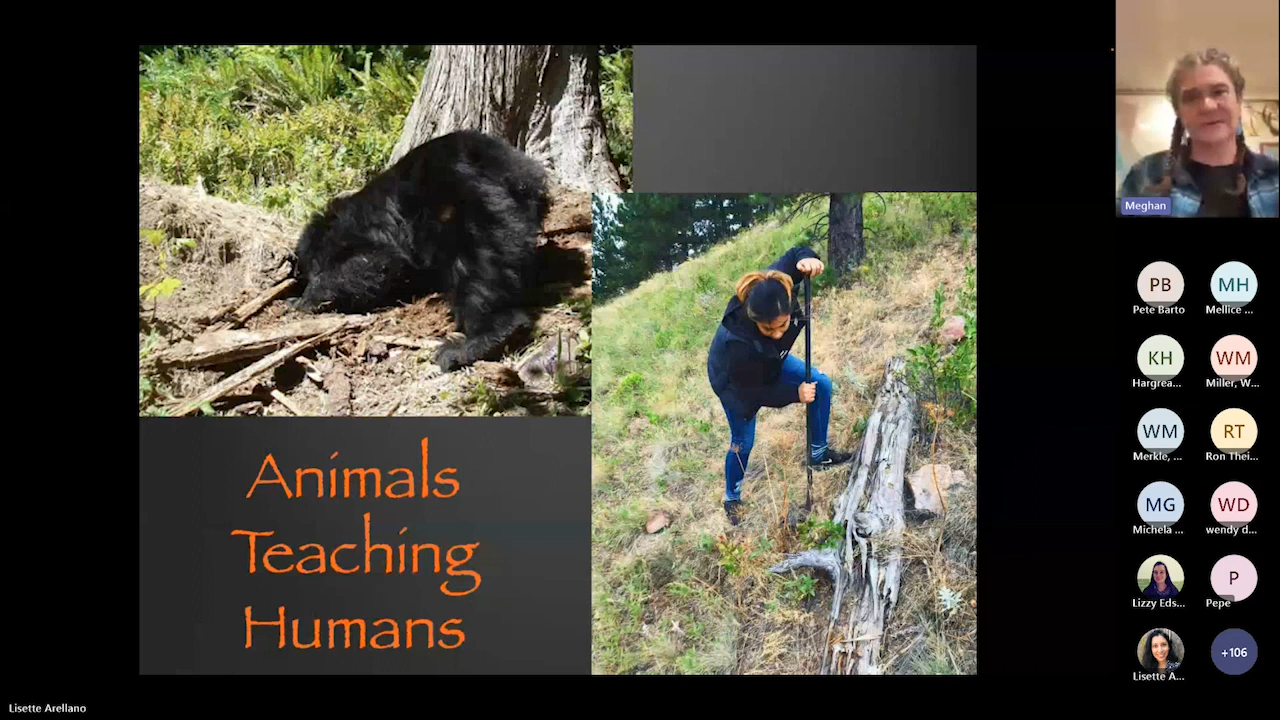 Animals
Teaching
Humans
Meghan
PB
MH
Pete Barto
Mellice ...
KH
WM
Hargrea...
Miller, W...
WM
RT
Merkle, ...
Ron Thei...
MG
WD
Michela ...
wendy d...
P
Lizzy Eds...
Pepe
+106
Lisette A...
Lisette Arellano